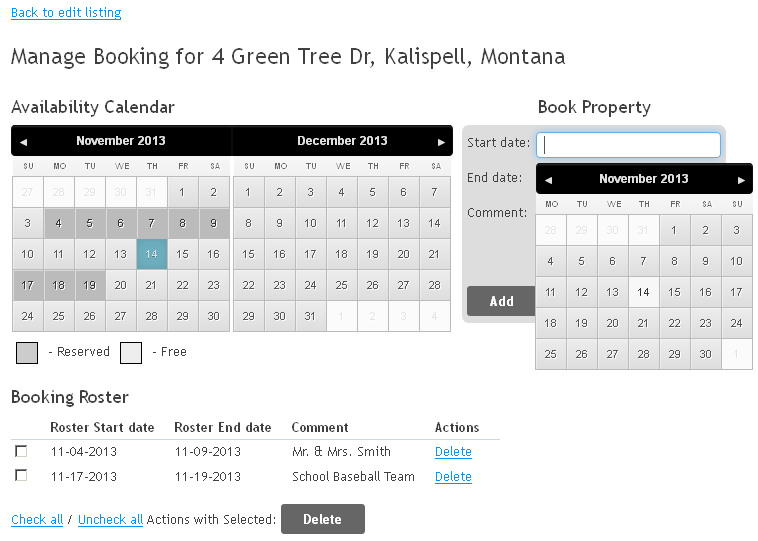 Back to edit listing
Manage Booking for 4 Green Tree Dr, Kalispell, Montana
Availability Calendar
November 2013 December 2013
SU MO TU WE TH FR SA SU MO TU WE TH FR SA
27 28 29 30 31 1 2 1 2 3 4 5 6 7
3 4 5 6 7 8 9 8 9 10 11 12 13 14
10 11 12 13 14 15 16 15 16 17 18 19 20 21
17 18 19 20 21 22 23 22 23 24 25 26 27 28
24 25 26 27 28 29 30 29 30 31 1 2 3 4
- Reserved - Free
Book Property
Start date:
End date:
Comment:
Add
November 2013
MO TU WE TH FR SA SU
28 29 30 31 1 2 3
4 5 6 7 8 9 10
11 12 13 14 15 16 17
18 19 20 21 22 23 24
25 26 27 28 29 30 1
Booking Roster
Roster Start date Roster End date Comment Actions
11-04-2013 11-09-2013 Mr. & Mrs. Smith Delete
11-17-2013 11-19-2013 School Baseball Team Delete
Check all / Uncheck all Actions with Selected: Delete